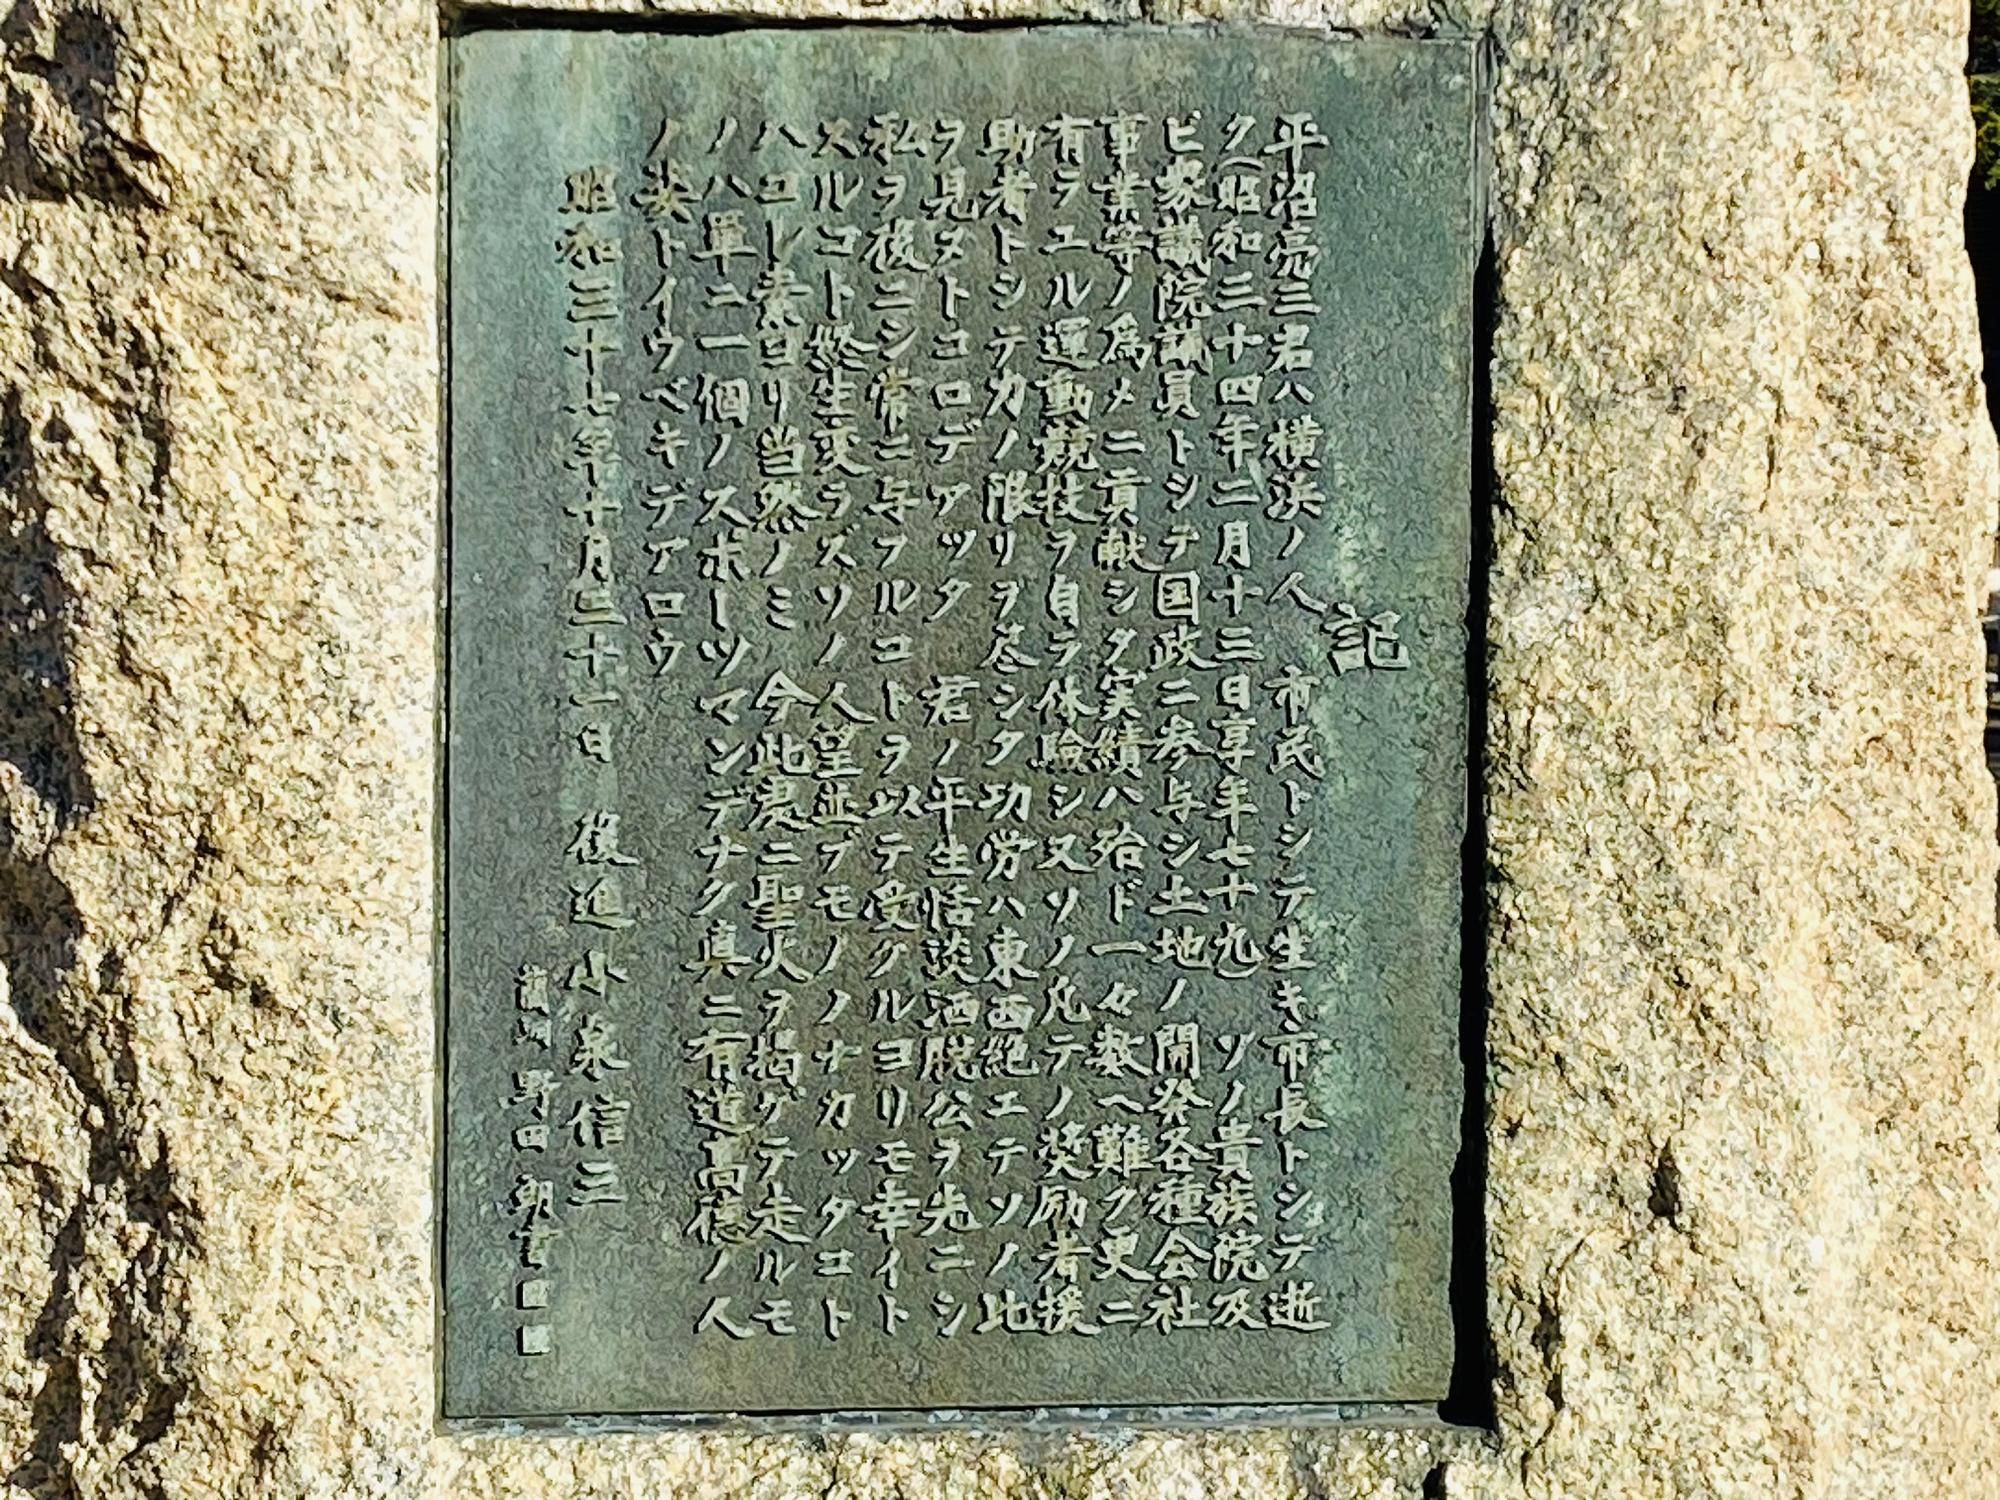 記
平沼亮三君ハ横浜ノ人 市民トシテ生キ市長トシテ逝
ク(昭和三十四年二月十三日享年七十九) ソノ貴族院及
ビ衆議院議員トシテ国政ニ参与シ土地ノ開発各種会社
事業等ノ為メニ貢献シタ実績ハ殆ド一々数ヘ難ク更ニ
有ラユル運動競技ヲ自ラ体験シ又ソノ凡テノ奨励者援
助者トシテ力ノ限リヲ尽シタ功労ハ東西絶エテソノ比
ヲ見ヌトコロデアッタ 君ノ平生恬淡洒脱公ヲ先ニシ
私ヲ後ニシ常ニ与フルコトヲ以テ受クルヨリモ幸イト
スルコト終生変ラズソノ人望並ブモノノナカッタコト
ハコレ素ヨリ当然ノミ 今此処ニ聖火ヲ掲ゲテ走ルモ
ノハ単ニ一個ノスポーツマンデナク真ニ有道高徳ノ人
ノ姿トイウベキデアロウ
昭和三十七年十月二十一日 後進 小泉信三
野田 朝書